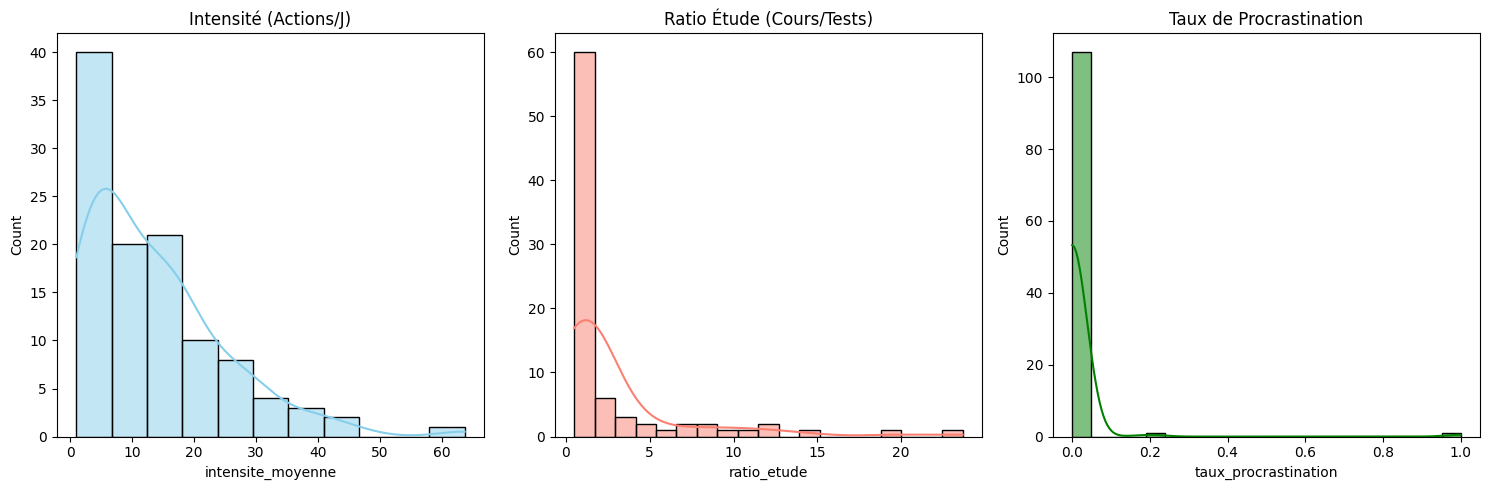 Intensité (Actions/J)
40
35
30
25
20
15
10
5
0
Count
0 10 20 30 40 50 60
intensite_moyenne
Ratio Étude (Cours/Tests)
60
50
40
30
20
10
0
Count
0 5 10 15 20
ratio_etude
Taux de Procrastination
100
80
60
40
20
0
Count
0.0 0.2 0.4 0.6 0.8 1.0
taux_procrastination